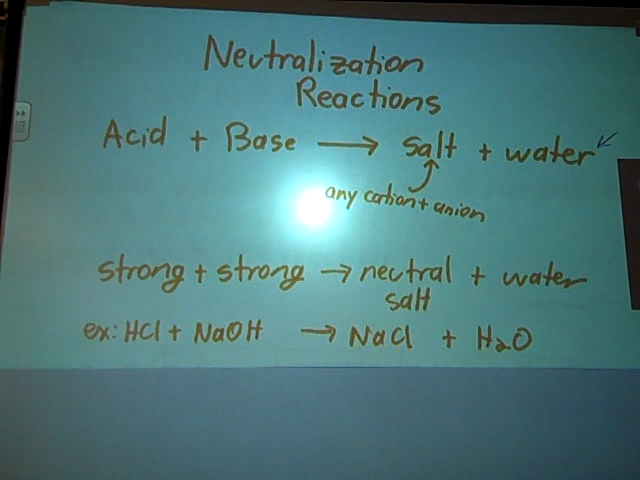 Neutralization
Reactions
Acid + Base → Salt + water
any cation + anion
strong + strong → neutral + water
salt
ex: HCl + NaOH → NaCl + H₂O